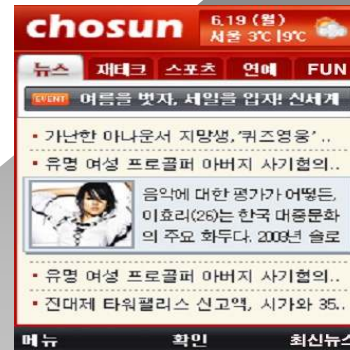 chosun
6.19 (월)
서울 3℃ | 9℃
뉴스 재테크 스포츠 연예 FUN
EVENT 여름을 벗자, 세일을 입자! 신세계
• 가난한 아나운서 지망생, '퀴즈영웅' ..
• 유명 여성 프로골퍼 아버지 사기혐의..
음악에 대한 평가가 어떻든,
이효리(26)는 한국 대중문화
의 주요 화두다. 2003년 솔로
• 유명 여성 프로골퍼 아버지 사기혐의..
• 진대제 타워팰리스 신고액, 시가와 35..
메뉴 확인 최신뉴스